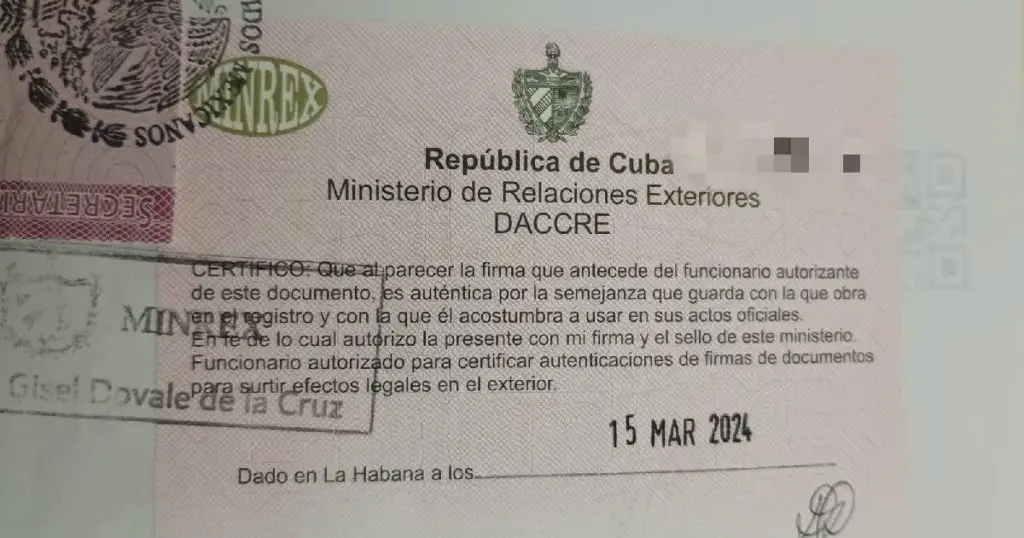 DOS MEXICANOS
MINREX
SECRETARI
República de Cuba
Ministerio de Relaciones Exteriores
DACCRE
CERTIFICO: Que al parecer la firma que antecede del funcionario autorizante
de este documento, es auténtica por la semejanza que guarda con la que obra
en el registro y con la que él acostumbra a usar en sus actos oficiales.
En fe de lo cual autorizo la presente con mi firma y el sello de este ministerio.
Funcionario autorizado para certificar autenticaciones de firmas de documentos
para surtir efectos legales en el exterior.
MINREX
Gisel Dovale de la Cruz
15 MAR 2024
Dado en La Habana a los